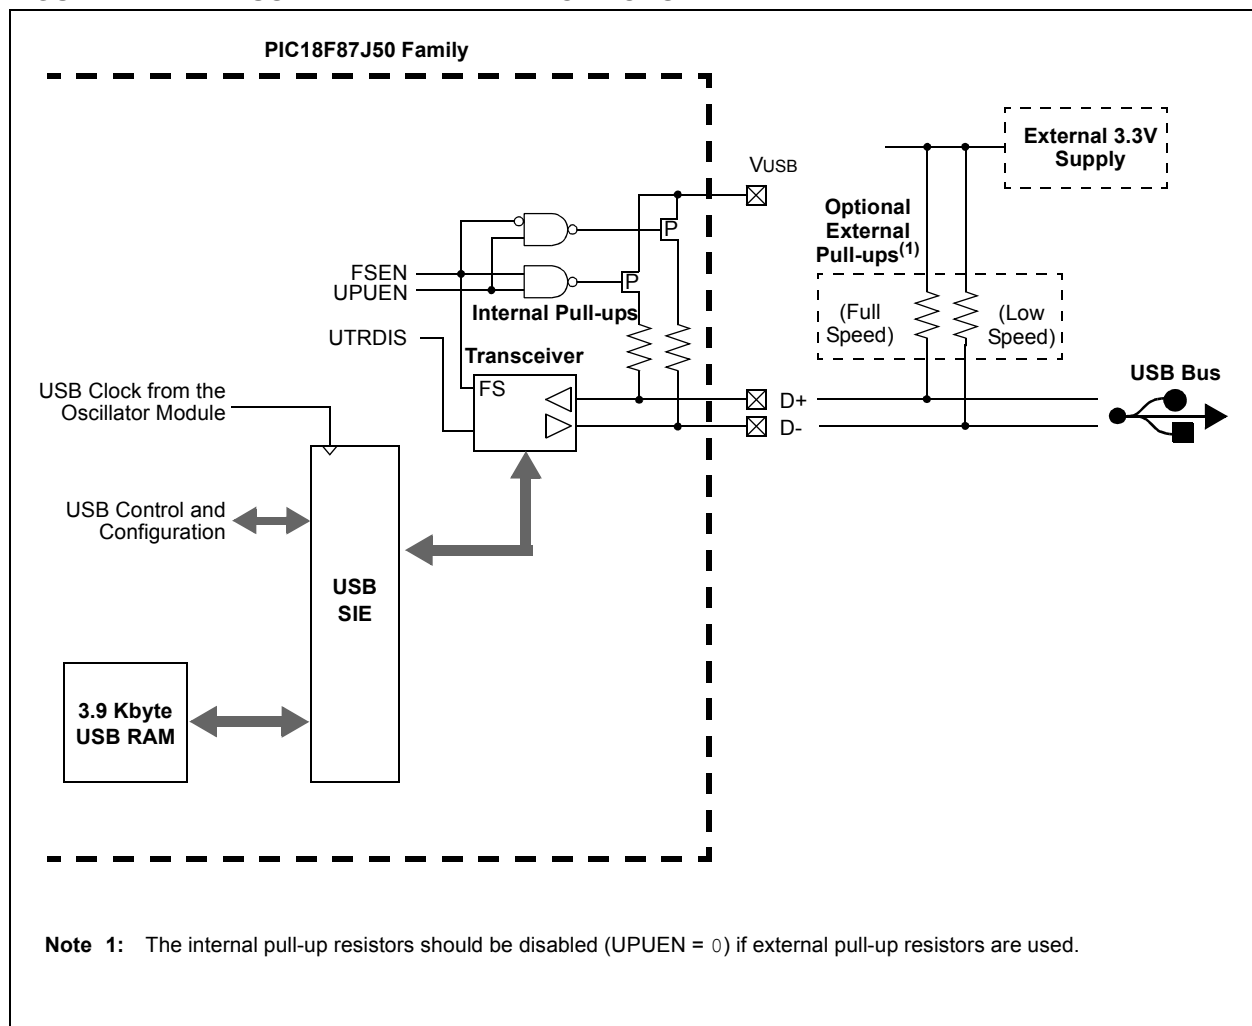 PIC18F87J50 Family
External 3.3V
Supply
VUSB
Optional
External
Pull-ups(1)
P
P
FSEN
UPUEN
Internal Pull-ups
(Full
Speed)
(Low
Speed)
UTRDIS
Transceiver
FS
USB Bus
USB Clock from the
Oscillator Module
D+
D-
USB Control and
Configuration
USB
SIE
3.9 Kbyte
USB RAM
Note 1: The internal pull-up resistors should be disabled (UPUEN = 0) if external pull-up resistors are used.